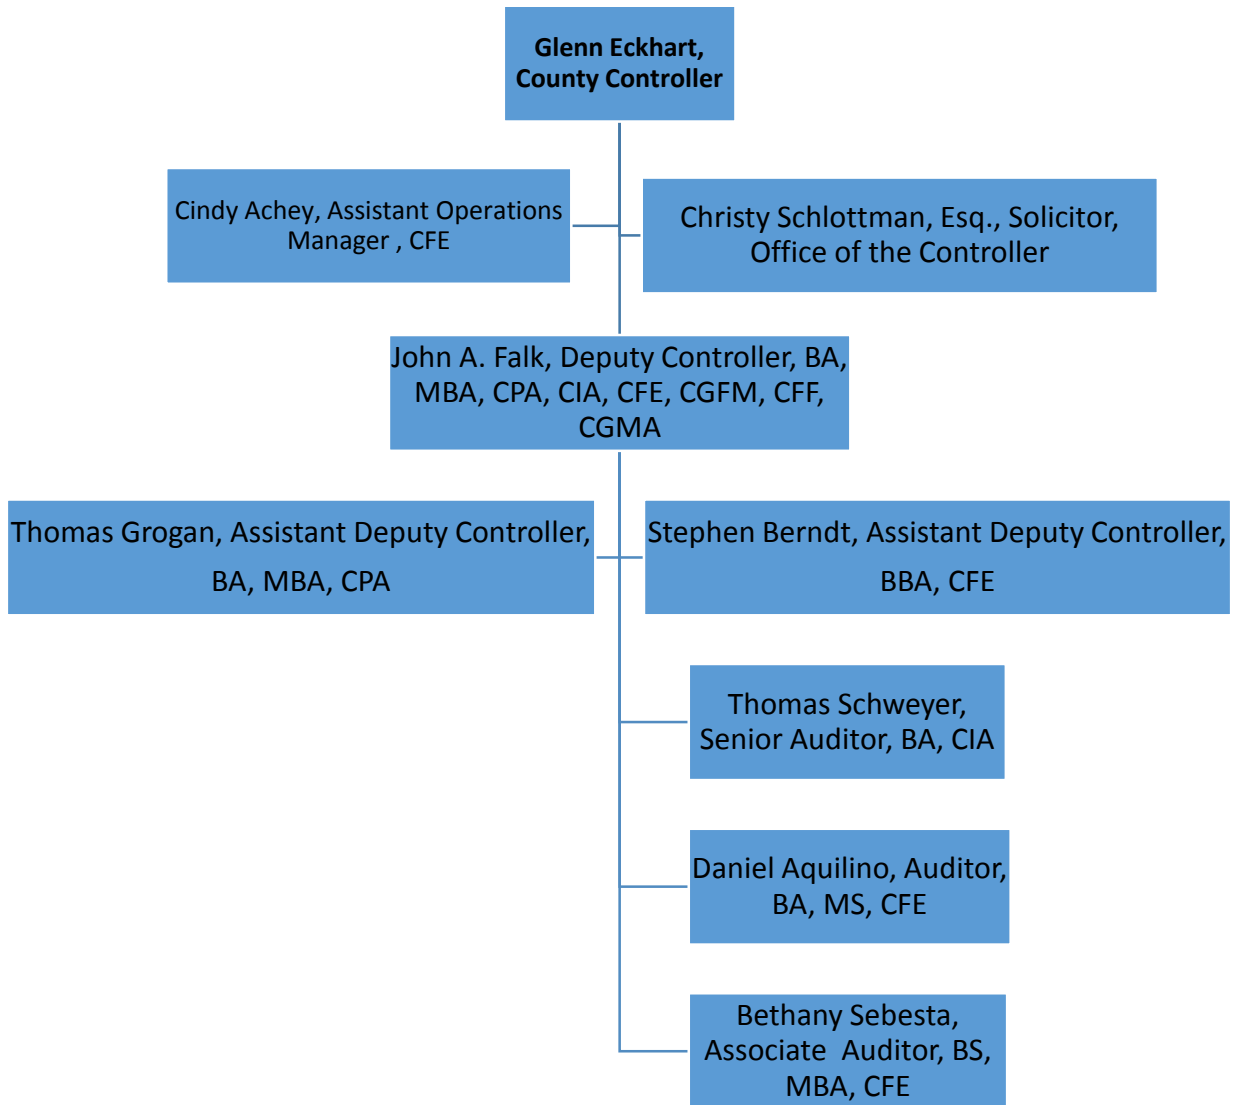 Glenn Eckhart,
County Controller
Cindy Achey, Assistant Operations
Manager , CFE
Christy Schlottman, Esq., Solicitor,
Office of the Controller
John A. Falk, Deputy Controller, BA,
MBA, CPA, CIA, CFE, CGFM, CFF,
CGMA
Thomas Grogan, Assistant Deputy Controller,
BA, MBA, CPA
Stephen Berndt, Assistant Deputy Controller,
BBA, CFE
Thomas Schweyer,
Senior Auditor, BA, CIA
Daniel Aquilino, Auditor,
BA, MS, CFE
Bethany Sebesta,
Associate  Auditor, BS,
MBA, CFE